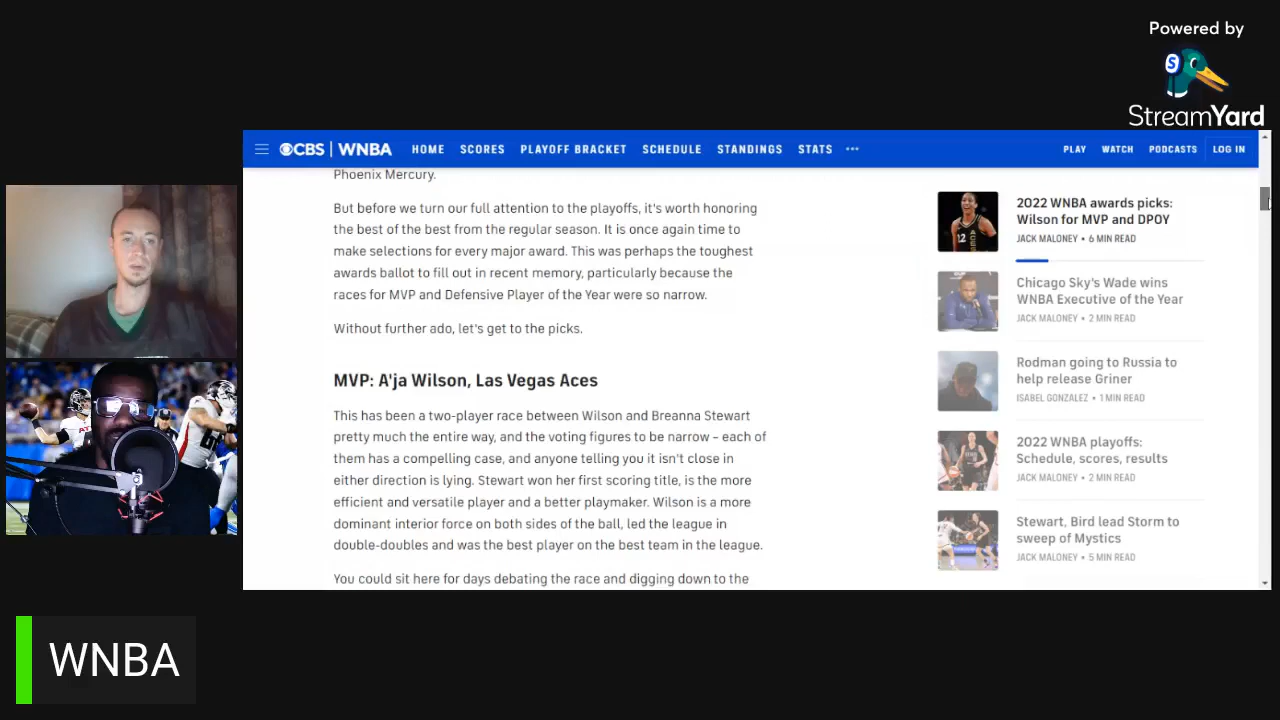 Powered by
S
StreamYard
CBS | WNBA HOME SCORES PLAYOFF BRACKET SCHEDULE STANDINGS STATS ••• PLAY WATCH PODCASTS LOG IN
Phoenix Mercury.
But before we turn our full attention to the playoffs, it's worth honoring
the best of the best from the regular season. It is once again time to
make selections for every major award. This was perhaps the toughest
awards ballot to fill out in recent memory, particularly because the
races for MVP and Defensive Player of the Year were so narrow.
Without further ado, let's get to the picks.
MVP: A'ja Wilson, Las Vegas Aces
This has been a two-player race between Wilson and Breanna Stewart
pretty much the entire way, and the voting figures to be narrow – each of
them has a compelling case, and anyone telling you it isn't close in
either direction is lying. Stewart won her first scoring title, is the more
efficient and versatile player and a better playmaker. Wilson is a more
dominant interior force on both sides of the ball, led the league in
double-doubles and was the best player on the best team in the league.
You could sit here for days debating the race and digging down to the
2022 WNBA awards picks:
Wilson for MVP and DPOY
JACK MALONEY • 6 MIN READ
Chicago Sky's Wade wins
WNBA Executive of the Year
JACK MALONEY • 2 MIN READ
Rodman going to Russia to
help release Griner
ISABEL GONZALEZ • 1 MIN READ
2022 WNBA playoffs:
Schedule, scores, results
JACK MALONEY • 2 MIN READ
Stewart, Bird lead Storm to
sweep of Mystics
JACK MALONEY • 5 MIN READ
WNBA